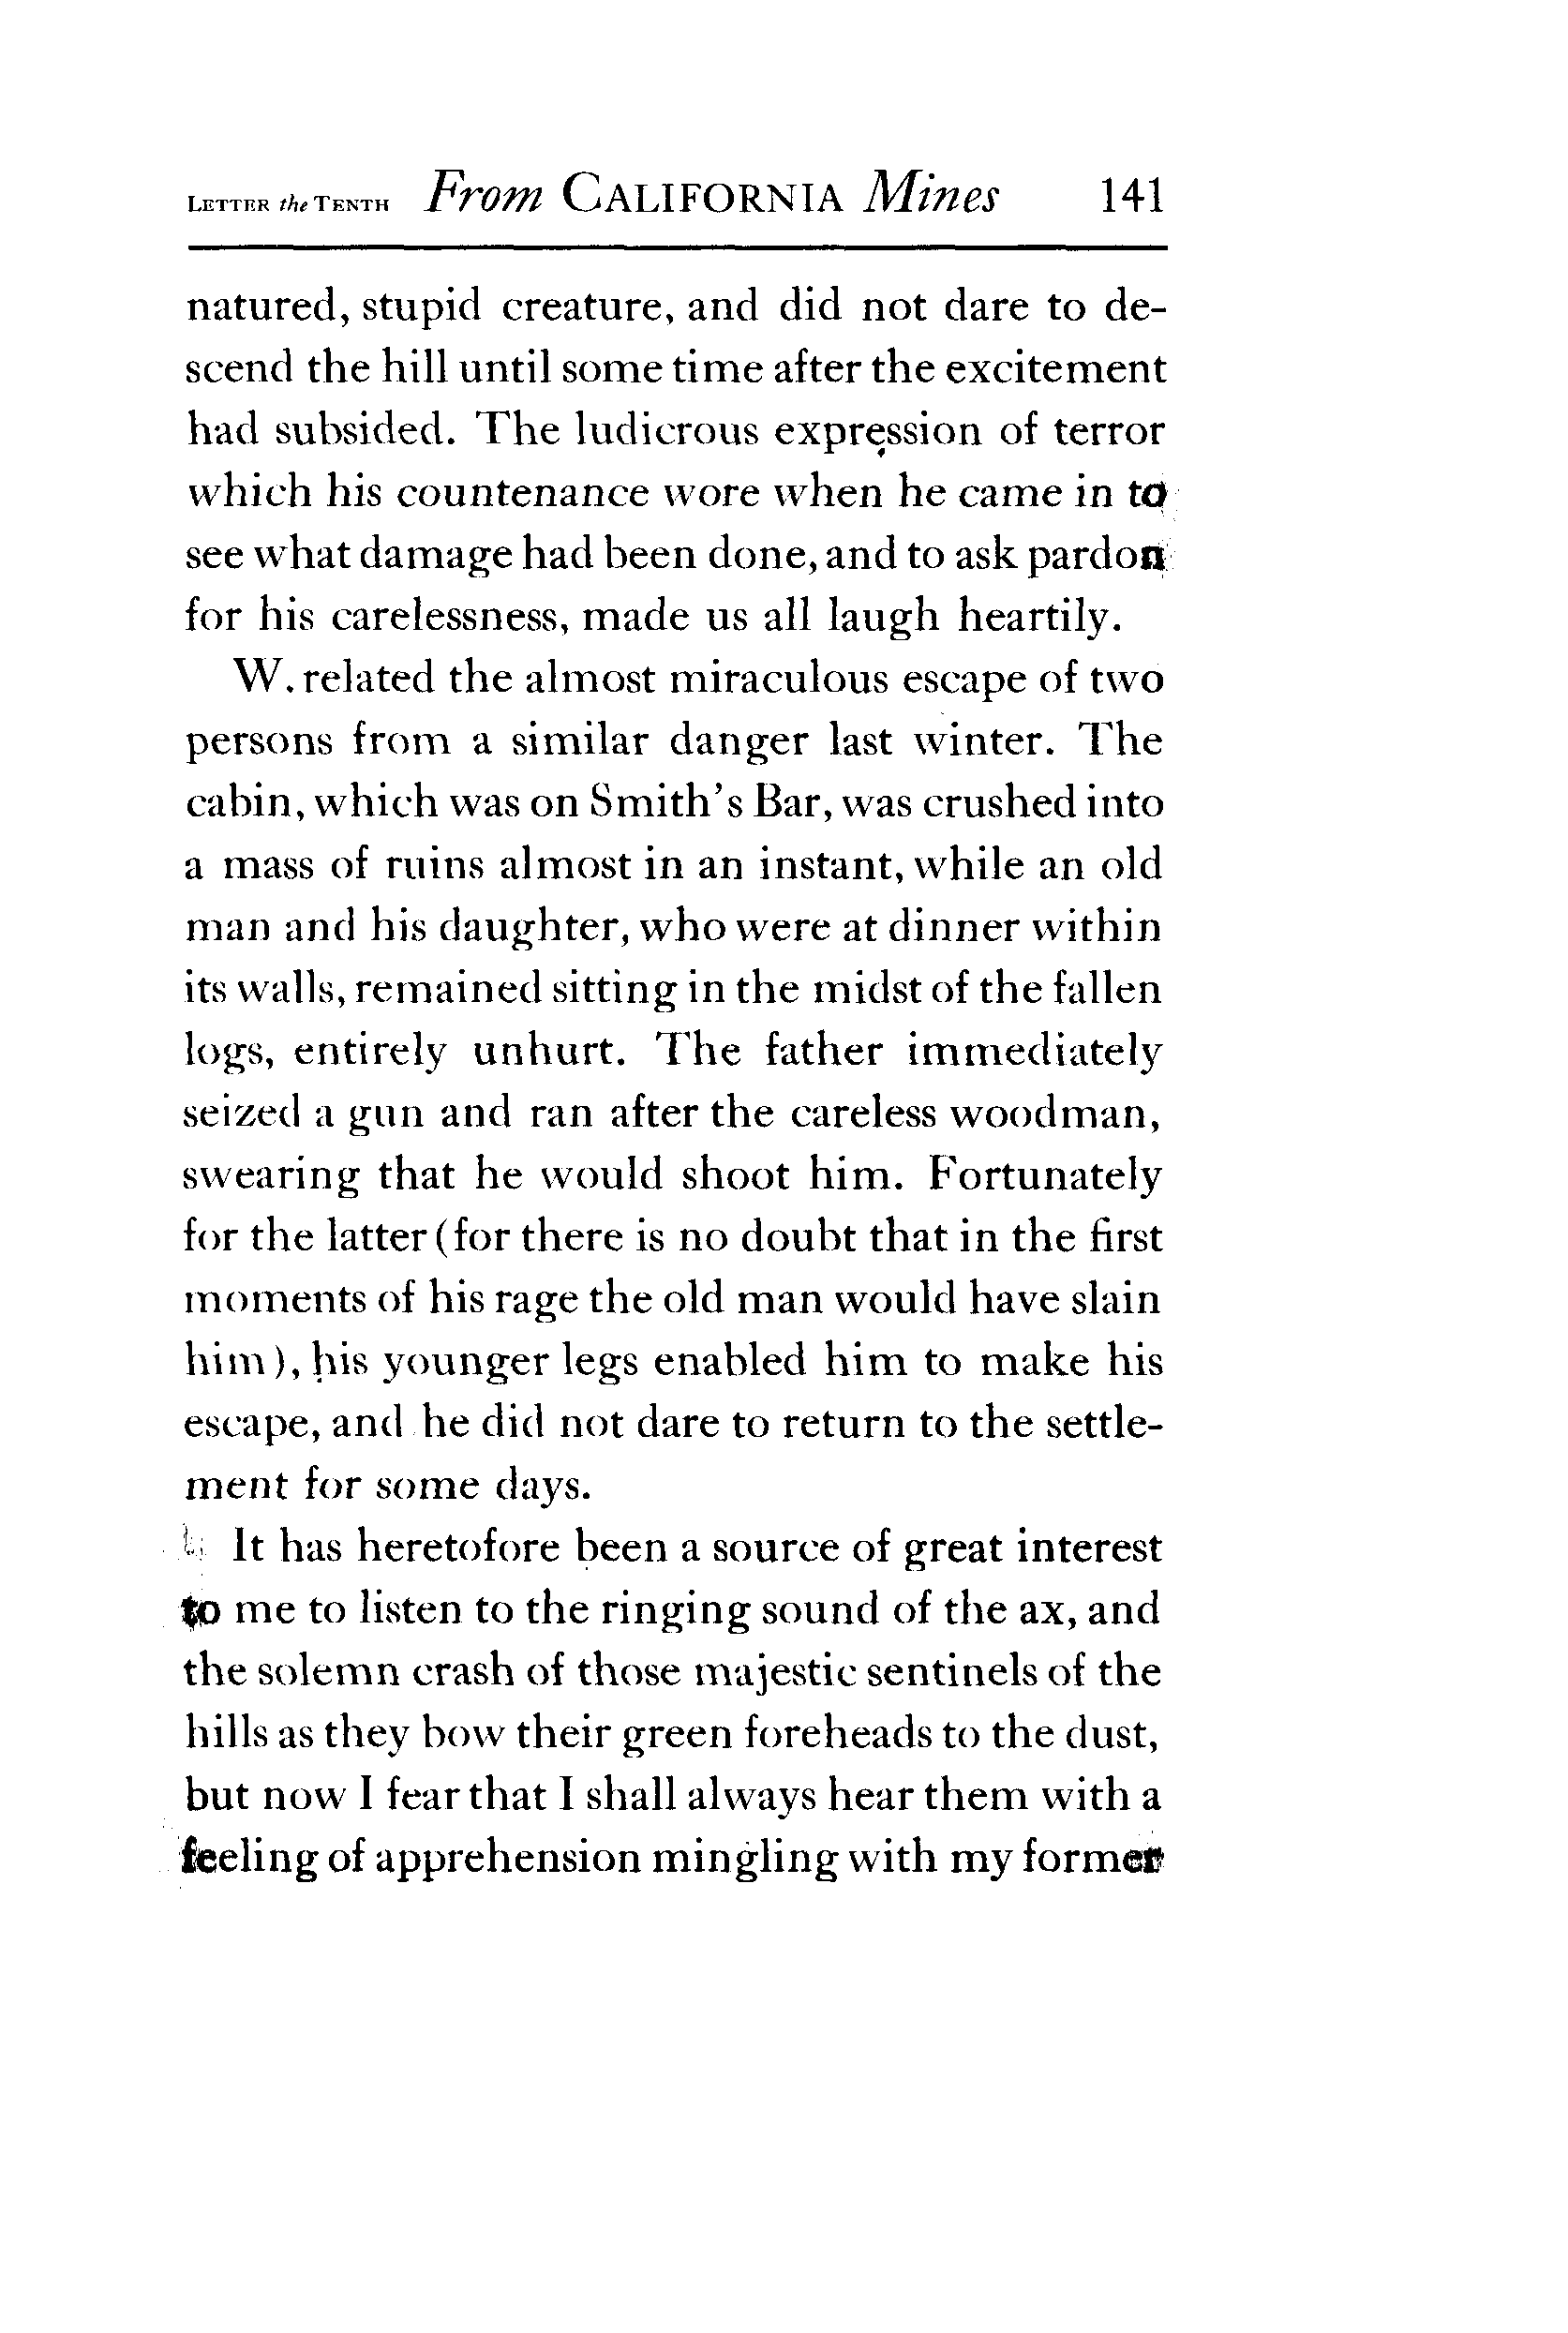 LETTER the TENTH From CALIFORNIA Mines 141
natured, stupid creature, and did not dare to de-
scend the hill until some time after the excitement
had subsided. The ludicrous expression of terror
which his countenance wore when he came in to
see what damage had been done, and to ask pardon
for his carelessness, made us all laugh heartily.
W. related the almost miraculous escape of two
persons from a similar danger last winter. The
cabin, which was on Smith's Bar, was crushed into
a mass of ruins almost in an instant, while an old
man and his daughter, who were at dinner within
its walls, remained sitting in the midst of the fallen
logs, entirely unhurt. The father immediately
seized a gun and ran after the careless woodman,
swearing that he would shoot him. Fortunately
for the latter (for there is no doubt that in the first
moments of his rage the old man would have slain
him), his younger legs enabled him to make his
escape, and he did not dare to return to the settle-
ment for some days.
It has heretofore been a source of great interest
to me to listen to the ringing sound of the ax, and
the solemn crash of those majestic sentinels of the
hills as they bow their green foreheads to the dust,
but now I fear that I shall always hear them with a
feeling of apprehension mingling with my former